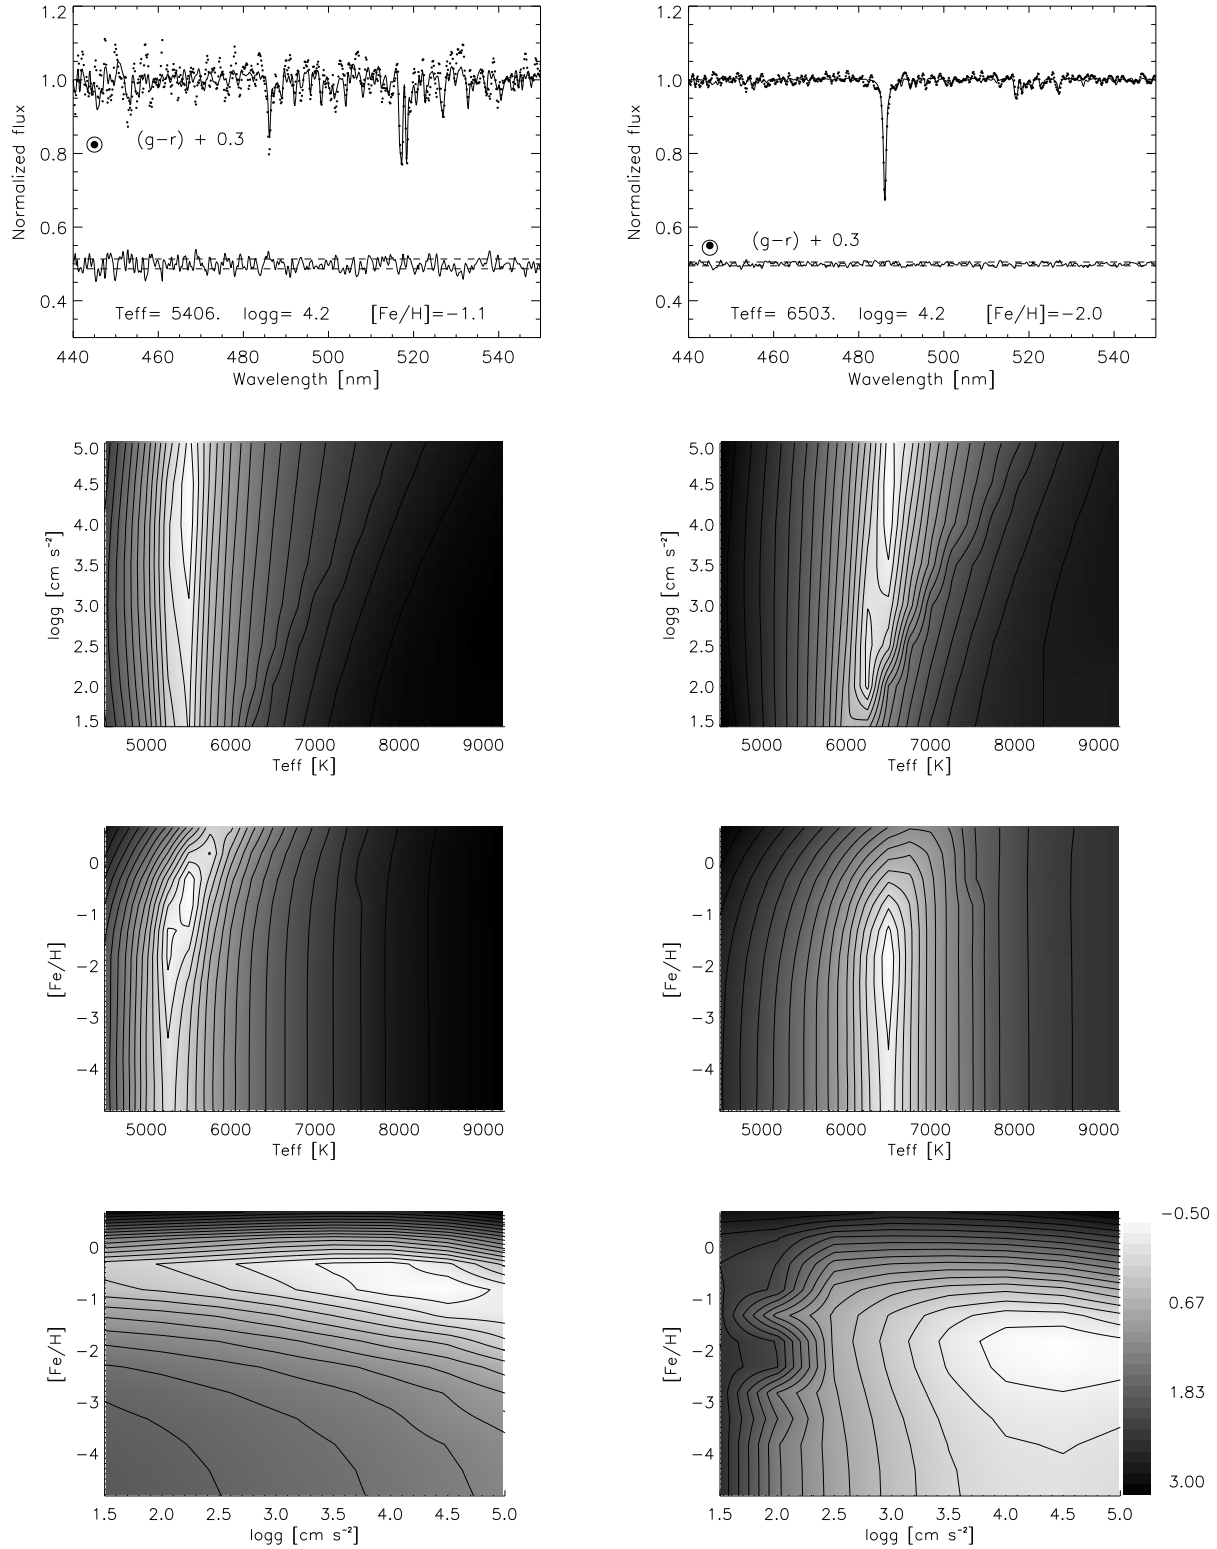 1.2
1.0
0.8
0.6
0.4
Normalized flux
(g−r) + 0.3
Teff= 5406. logg= 4.2 [Fe/H]=−1.1
440 460 480 500 520 540
Wavelength [nm]
1.2
1.0
0.8
0.6
0.4
Normalized flux
(g−r) + 0.3
Teff= 6503. logg= 4.2 [Fe/H]=−2.0
440 460 480 500 520 540
Wavelength [nm]
5.0
4.5
4.0
3.5
3.0
2.5
2.0
1.5
logg [cm s⁻²]
5000 6000 7000 8000 9000
Teff [K]
5.0
4.5
4.0
3.5
3.0
2.5
2.0
1.5
logg [cm s⁻²]
5000 6000 7000 8000 9000
Teff [K]
0
−1
−2
−3
−4
[Fe/H]
5000 6000 7000 8000 9000
Teff [K]
0
−1
−2
−3
−4
[Fe/H]
5000 6000 7000 8000 9000
Teff [K]
0
−1
−2
−3
−4
[Fe/H]
1.5 2.0 2.5 3.0 3.5 4.0 4.5 5.0
logg [cm s⁻²]
0
−1
−2
−3
−4
[Fe/H]
1.5 2.0 2.5 3.0 3.5 4.0 4.5 5.0
logg [cm s⁻²]
−0.50
0.67
1.83
3.00